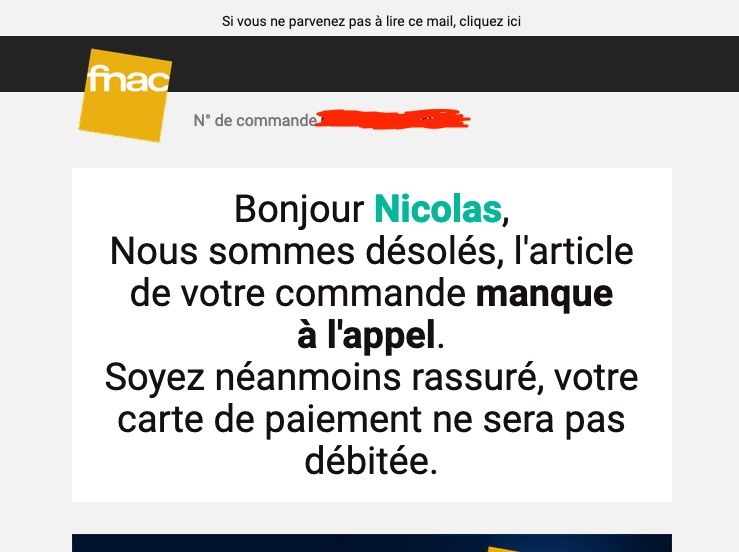 Si vous ne parvenez pas à lire ce mail, cliquez ici
fnac
N° de commande
Bonjour Nicolas,
Nous sommes désolés, l'article
de votre commande manque
à l'appel.
Soyez néanmoins rassuré, votre
carte de paiement ne sera pas
débitée.